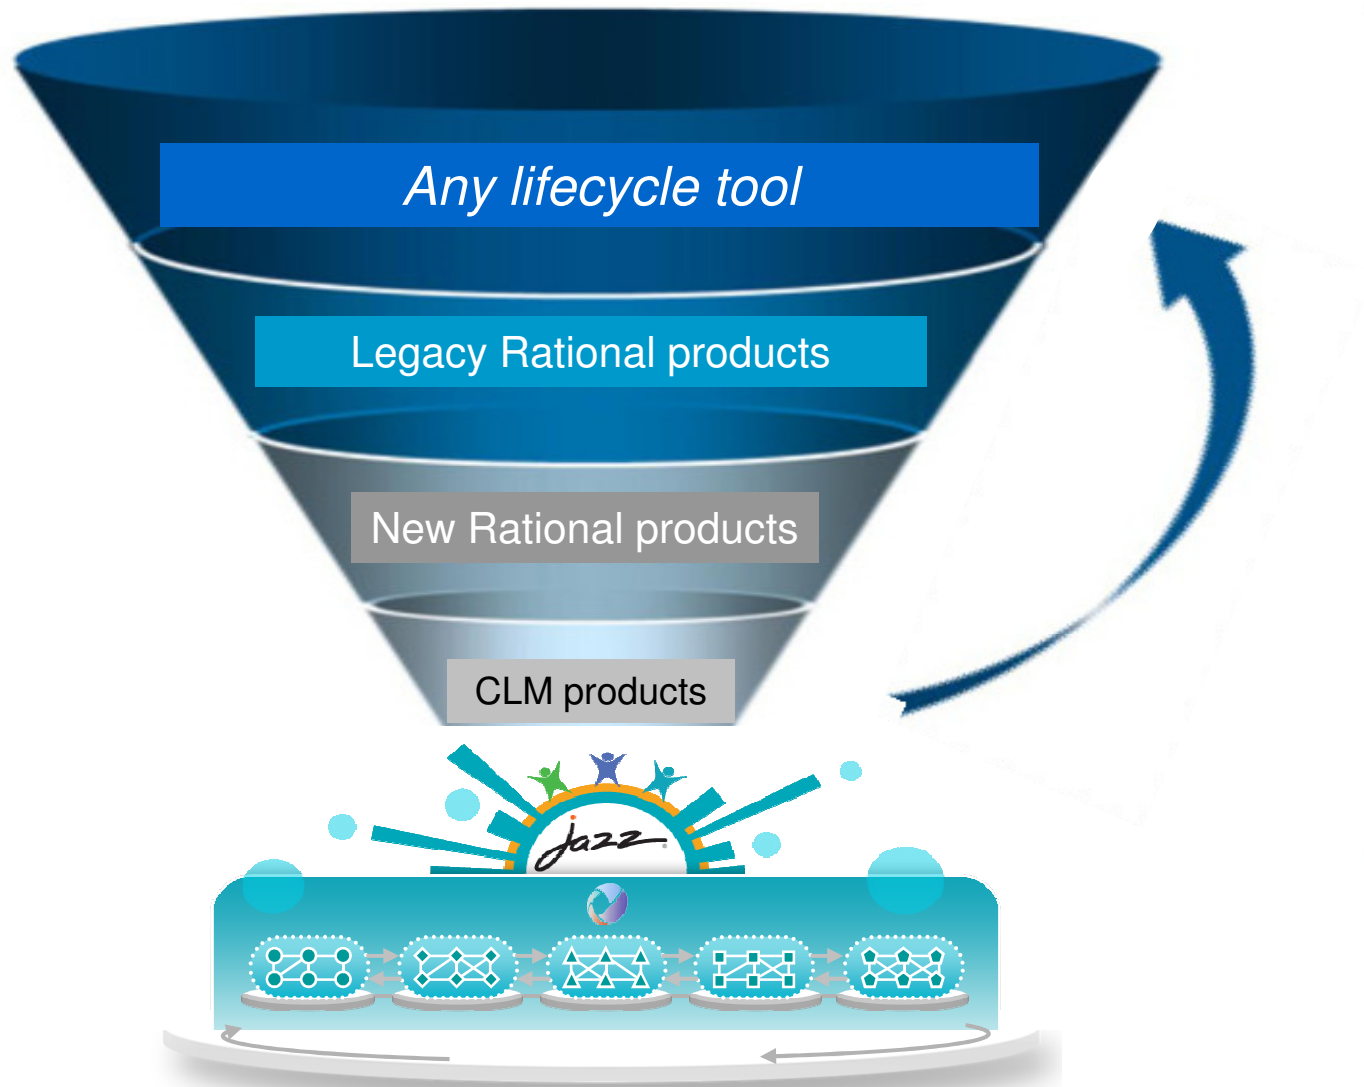 Any lifecycle tool
Legacy Rational products
New Rational products
CLM products
jazz